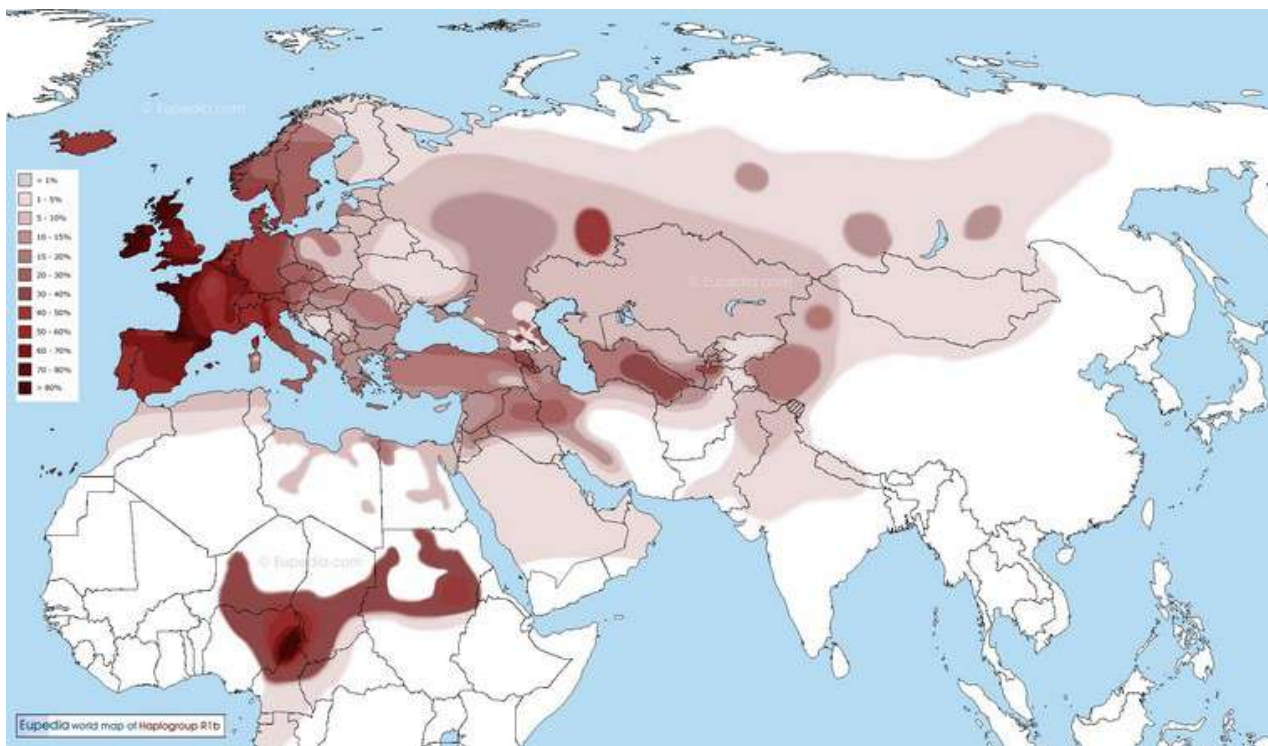 © Eupedia.com
< 1%
1 - 5%
5 - 10%
10 - 15%
15 - 20%
20 - 30%
30 - 40%
40 - 50%
50 - 60%
60 - 70%
70 - 80%
> 80%
© Eupedia.com
© Eupedia.com
Eupedia world map of Haplogroup R1b